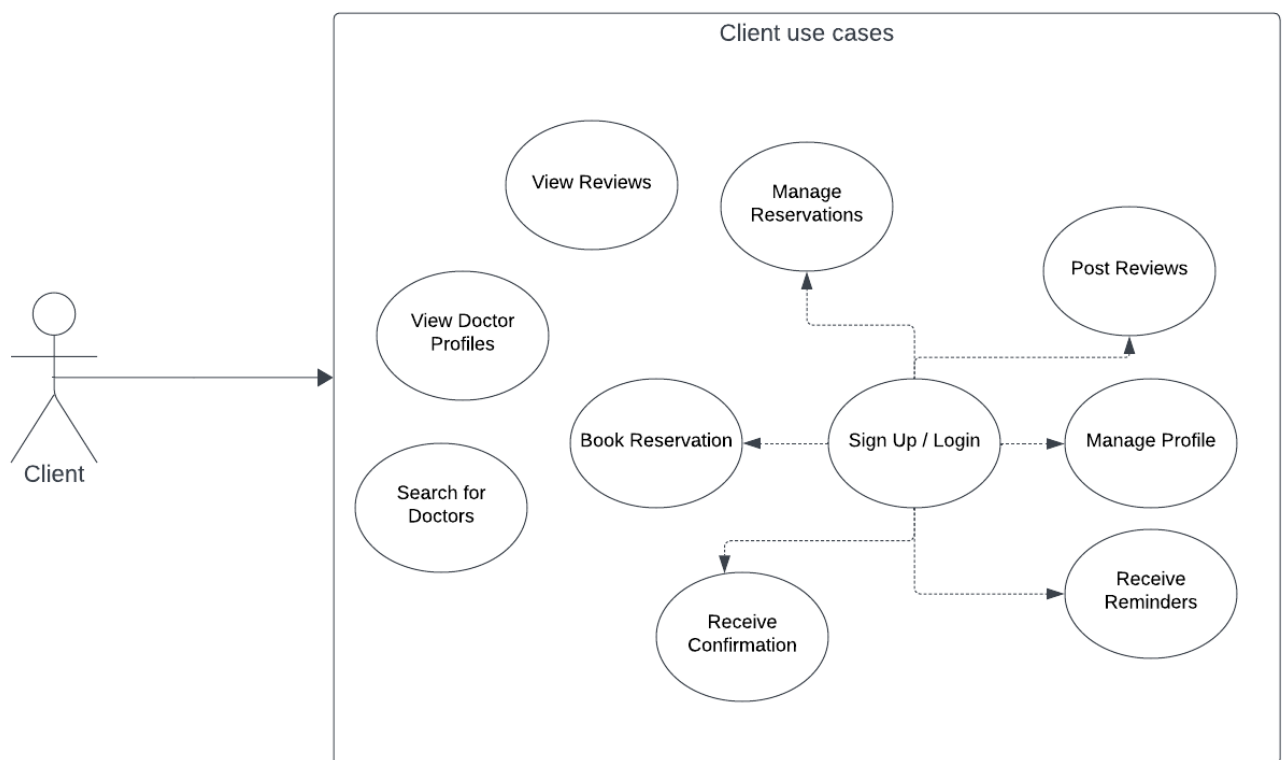 Client use cases
View Reviews
Manage
Reservations
Post Reviews
View Doctor
Profiles
Book Reservation
Sign Up / Login
Manage Profile
Client
Search for
Doctors
Receive
Reminders
Receive
Confirmation